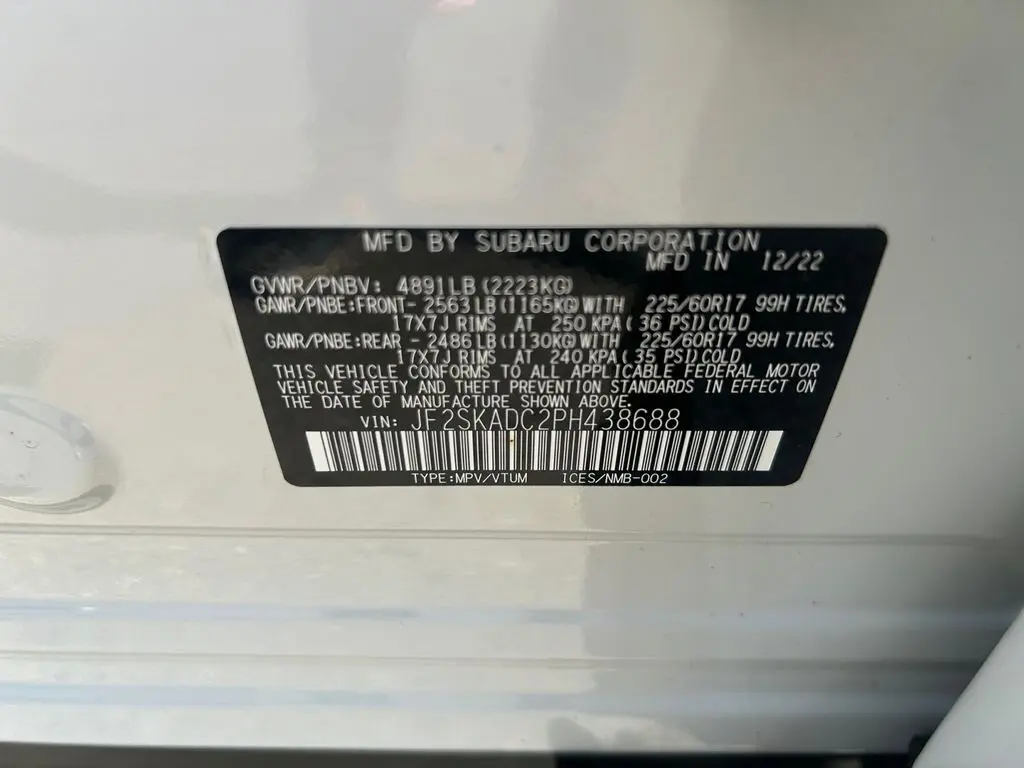 MFD BY SUBARU CORPORATION
MFD IN 12/22
GVWR/PNBV: 4891LB(2223KG)
GAWR/PNBE:FRONT- 2563LB(1165KG)WITH 225/60R17 99H TIRES,
17X7J RIMS AT 250 KPA( 36 PSI)COLD
GAWR/PNBE:REAR - 2486LB(1130KG)WITH 225/60R17 99H TIRES,
17X7J RIMS AT 240 KPA(35 PSI)COLD
THIS VEHICLE CONFORMS TO ALL APPLICABLE FEDERAL MOTOR
VEHICLE SAFETY AND THEFT PREVENTION STANDARDS IN EFFECT ON
THE DATE OF MANUFACTURE SHOWN ABOVE.
VIN: JF2SKADC2PH438688
TYPE:MPV/VTUM ICES/NMB-002